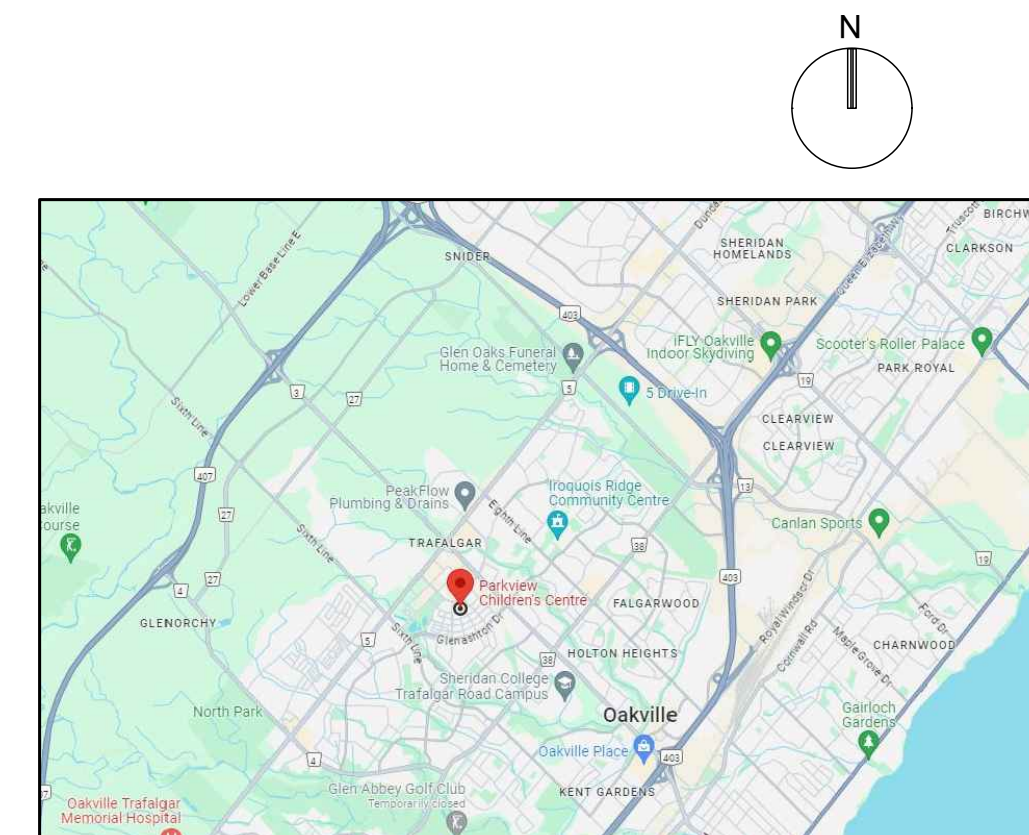 N
BIRCHW
SHERIDAN
HOMELANDS
CLARKSON
SNIDER
Lower Base Line E
Queen Elizabeth Wy
SHERIDAN PARK
403
iFLY Oakville
Indoor Skydiving
Scooter's Roller Palace
Glen Oaks Funeral
Home & Cemetery
PARK ROYAL
5
19
3
27
5 Drive-In
Sixth Line
CLEARVIEW
CLEARVIEW
407
PeakFlow
Plumbing & Drains
Iroquois Ridge
Community Centre
13
akville
ourse
27
Eighth Line
Canlan Sports
Sixth Line
TRAFALGAR
38
19
27
4
Parkview
Children's Centre
403
Royal Windsor Dr
FALGARWOOD
Ford Dr
GLENORCHY
Glenashton Dr
Cornwall Rd
Maple Grove Dr
CHARNWOOD
5
Sixth Line
38
HOLTON HEIGHTS
Sheridan College
Trafalgar Road Campus
North Park
Oakville
Gairloch
Gardens
Oakville Place
403
4
Glen Abbey Golf Club
Temporarily closed
KENT GARDENS
Oakville Trafalgar
Memorial Hospital